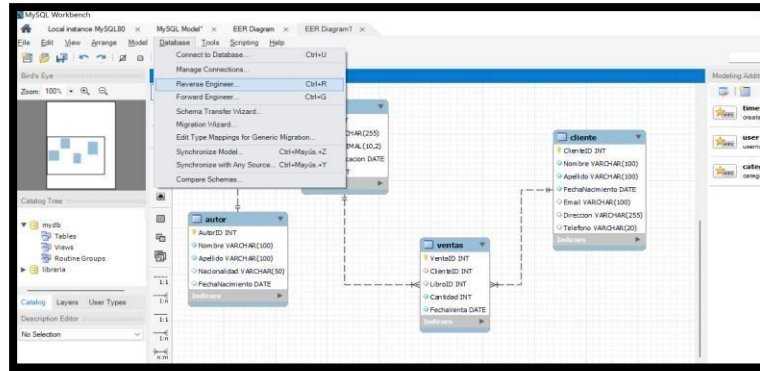 MySQL Workbench
Local instance MySQL80 × MySQL Model* × EER Diagram × EER Diagram1 ×
File Edit View Arrange Model Database Tools Scripting Help
Connect to Database... Ctrl+U
Manage Connections...
Reverse Engineer... Ctrl+R
Forward Engineer... Ctrl+G
Schema Transfer Wizard...
Migration Wizard...
Edit Type Mappings for Generic Migration...
Synchronize Model... Ctrl+Mayús.+Z
Synchronize with Any Source... Ctrl+Mayús.+Y
Compare Schemas...
Bird's Eye
Zoom: 100%
Catalog Tree
mydb
Tables
Views
Routine Groups
libreria
Catalog Layers User Types
Description Editor
No Selection
1:1
1:n
1:1
1:n
n:m
CHAR(255)
IMAL(10,2)
cacion DATE
autor
AutorID INT
Nombre VARCHAR(100)
Apellido VARCHAR(100)
Nacionalidad VARCHAR(50)
FechaNacimiento DATE
Indexes
ventas
VentaID INT
ClienteID INT
LibroID INT
Cantidad INT
FechaVenta DATE
Indexes
cliente
ClienteID INT
Nombre VARCHAR(100)
Apellido VARCHAR(100)
FechaNacimiento DATE
Email VARCHAR(100)
Direccion VARCHAR(255)
Telefono VARCHAR(20)
Indexes
Modeling Addit
time
create
user
usern
cate
categ